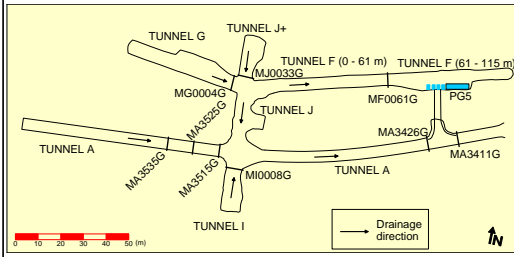 TUNNEL G
TUNNEL J+
TUNNEL F (0 - 61 m)
TUNNEL F (61 - 115 m)
MJ0033G
MG0004G
MF0061G
PG5
MA3525G
TUNNEL J
TUNNEL A
MA3426G
MA3535G
MA3515G
MI0008G
MA3411G
TUNNEL A
TUNNEL I
Drainage
direction
N
0 10 20 30 40 50 (m)